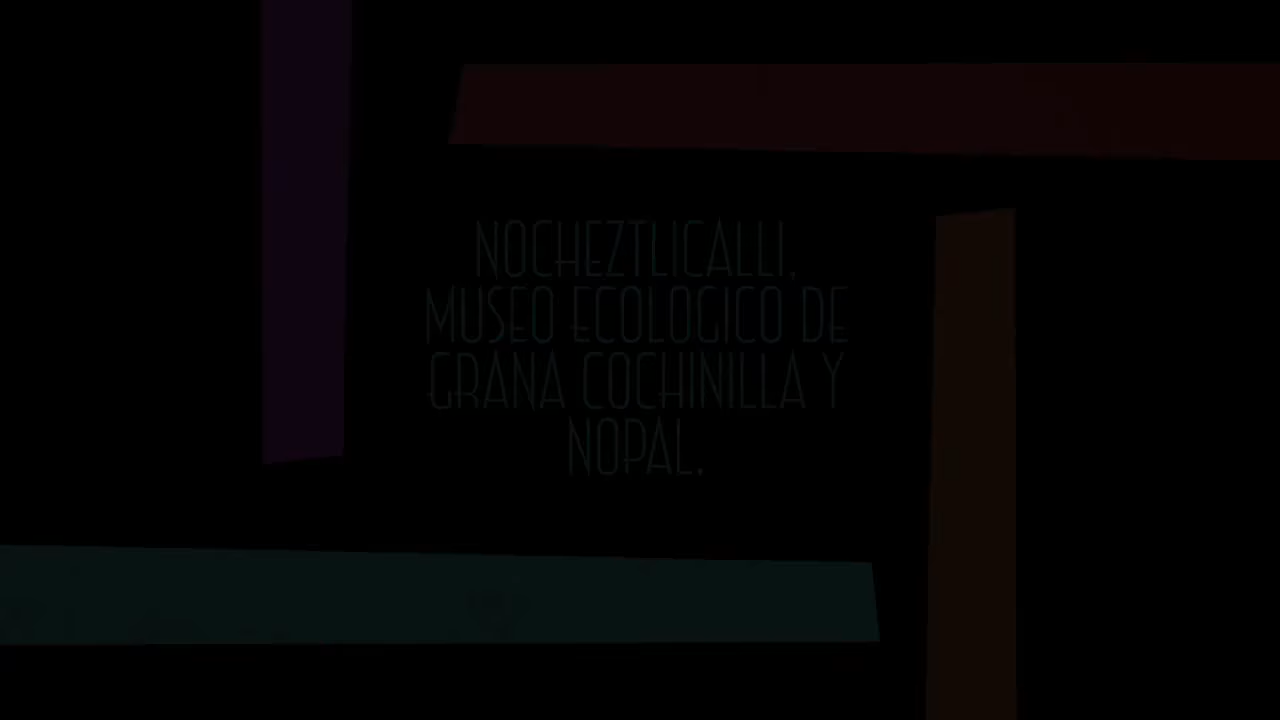 NOCHEZTLICALLI,
MUSEO ECOLOGICO DE
GRANA COCHINILLA Y
NOPAL.